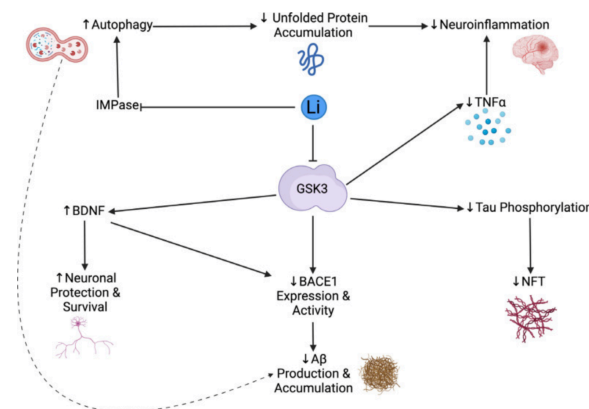 ↑Autophagy
↓ Unfolded Protein
Accumulation
↓Neuroinflammation
IMPase
Li
↓TNFα
GSK3
↑BDNF
↓Tau Phosphorylation
↑Neuronal
Protection &
Survival
↓BACE1
Expression &
Activity
↓NFT
↓Aβ
Production &
Accumulation